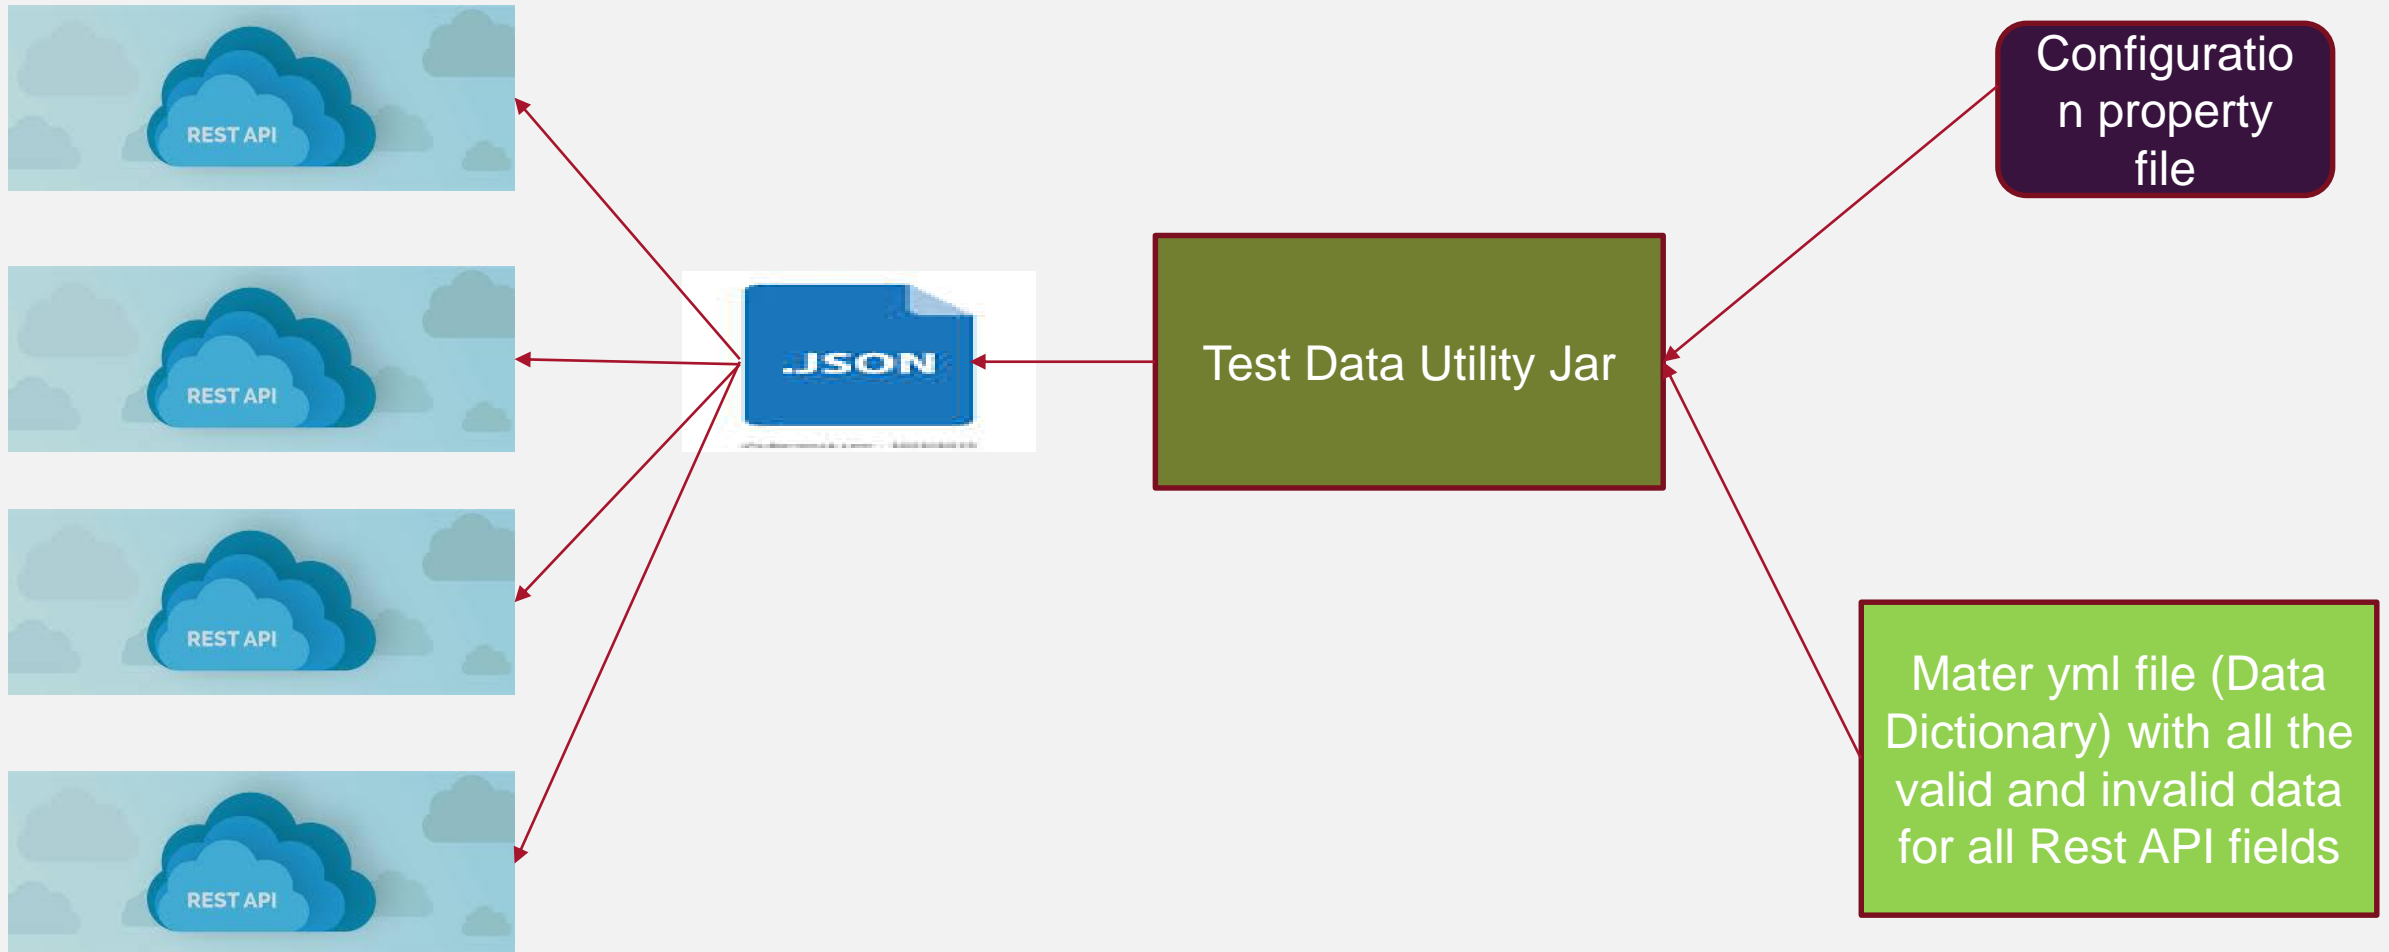 REST API
REST API
REST API
REST API
.JSON
Test Data Utility Jar
Configuratio
n property
file
Mater yml file (Data
Dictionary) with all the
valid and invalid data
for all Rest API fields